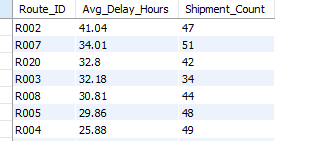 Route_ID Avg_Delay_Hours Shipment_Count
R002 41.04 47
R007 34.01 51
R020 32.8 42
R003 32.18 34
R008 30.81 44
R005 29.86 48
R004 25.88 49